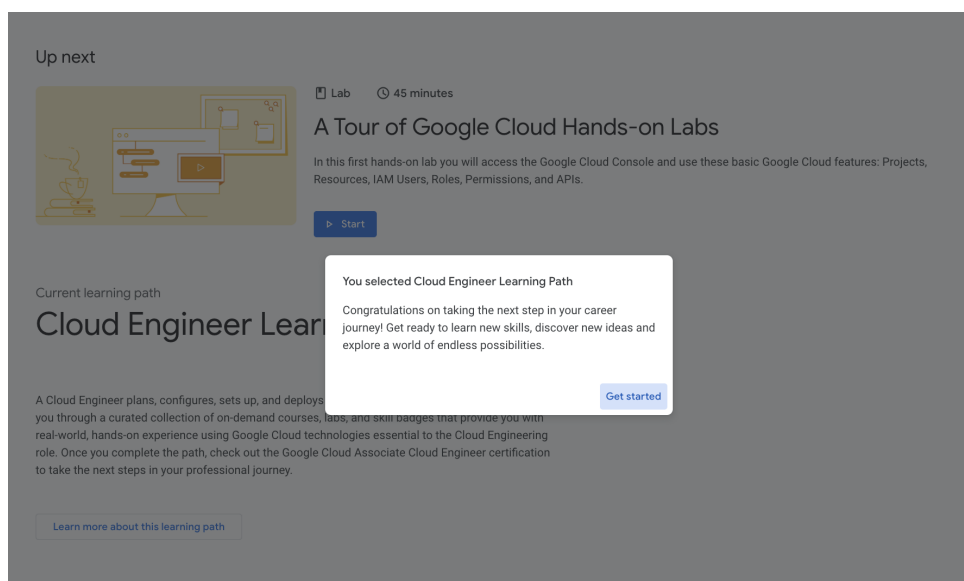 Up next
Lab
45 minutes
A Tour of Google Cloud Hands-on Labs
In this first hands-on lab you will access the Google Cloud Console and use these basic Google Cloud features: Projects,
Resources, IAM Users, Roles, Permissions, and APIs.
Start
You selected Cloud Engineer Learning Path
Congratulations on taking the next step in your career
journey! Get ready to learn new skills, discover new ideas and
explore a world of endless possibilities.
Get started
Current learning path
Cloud Engineer Lear
A Cloud Engineer plans, configures, sets up, and deploys
you through a curated collection of on-demand courses, labs, and skill badges that provide you with
real-world, hands-on experience using Google Cloud technologies essential to the Cloud Engineering
role. Once you complete the path, check out the Google Cloud Associate Cloud Engineer certification
to take the next steps in your professional journey.
Learn more about this learning path